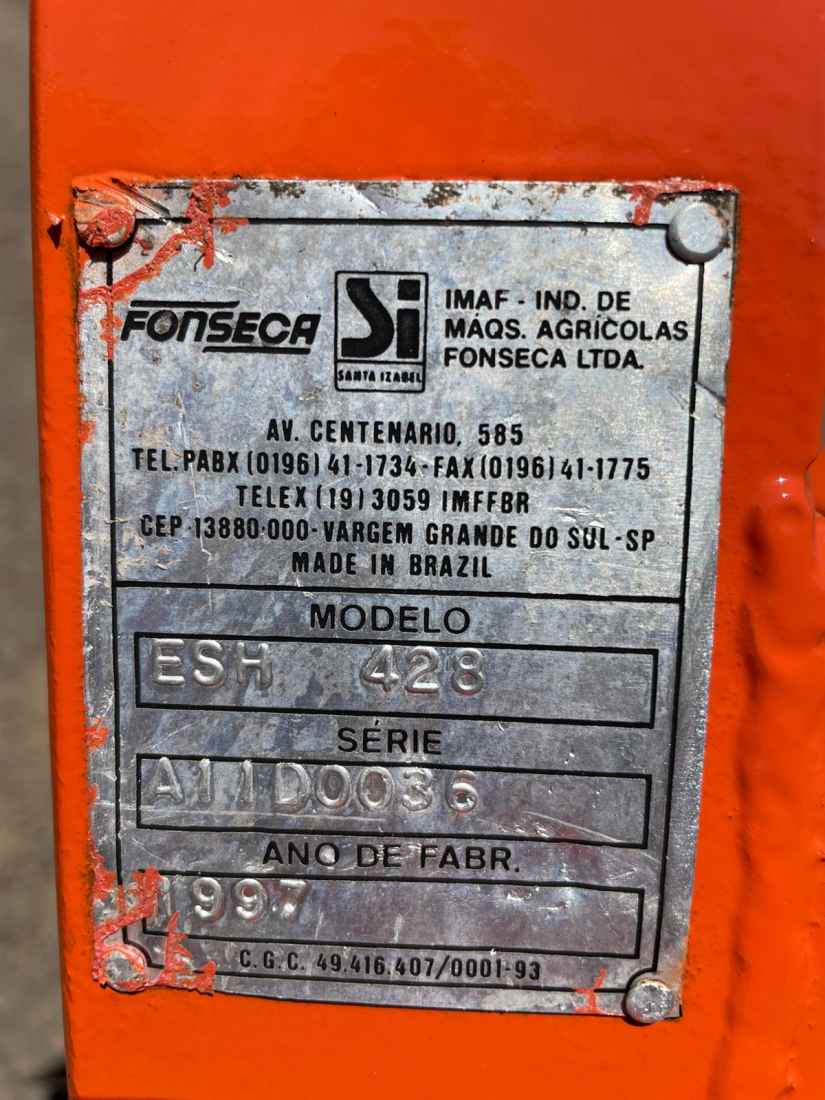 FONSECA
Si
SANTA IZABEL
IMAF - IND. DE
MÁQS. AGRÍCOLAS
FONSECA LTDA.
AV. CENTENARIO, 585
TEL. PABX (0196) 41-1734 - FAX (0196) 41-1775
TELEX (19) 3059 IMFFBR
CEP 13880-000 - VARGEM GRANDE DO SUL - SP
MADE IN BRAZIL
MODELO
ESH 428
SÉRIE
A11D0036
ANO DE FABR.
1997
C.G.C. 49.416.407/0001-93